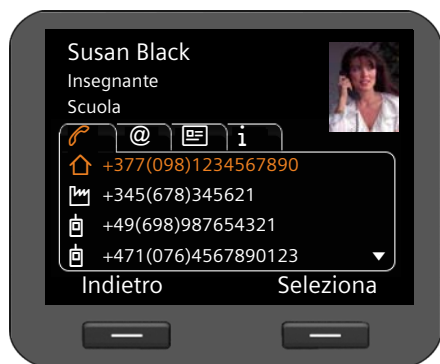 Susan Black
Insegnante
Scuola
@ i
+377(098)1234567890
+345(678)345621
+49(698)987654321
+471(076)4567890123
Indietro Seleziona